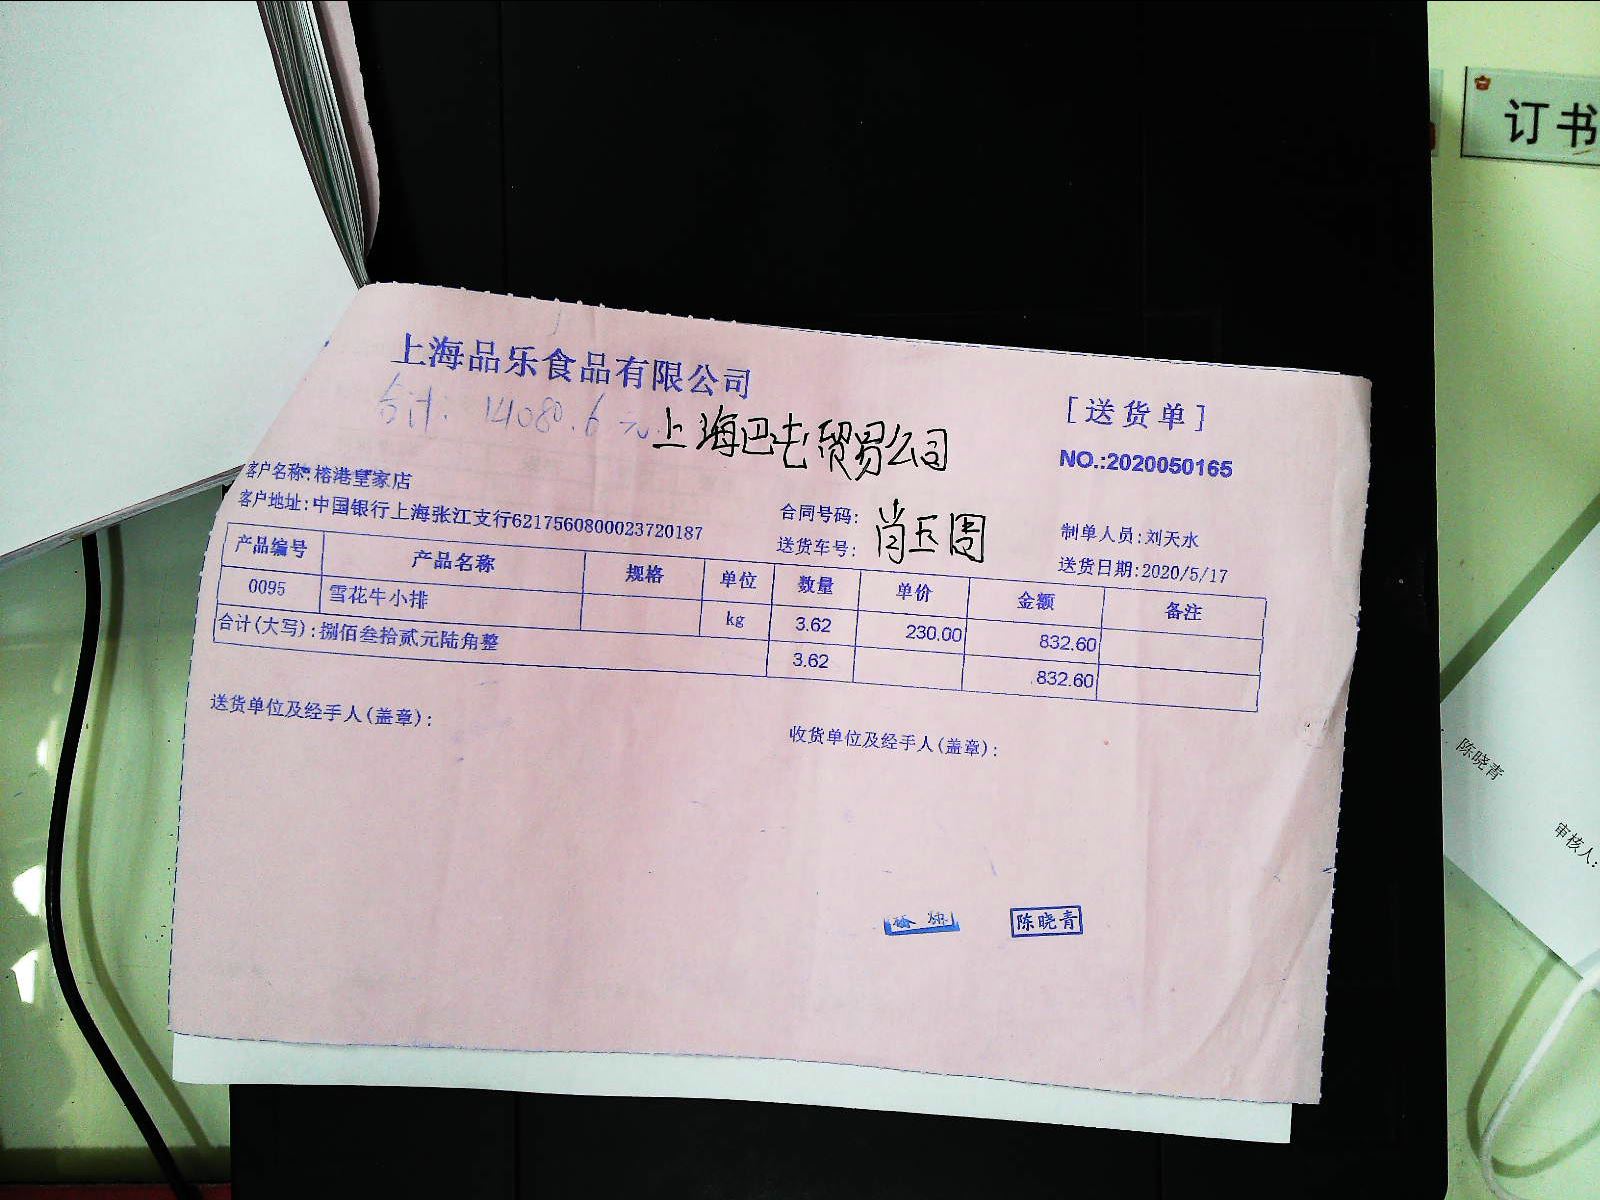 订书
上海品乐食品有限公司
[送货单]
合计: 14080.6元
上海巴屯贸易公司
NO.:2020050165
客户名称:榕港皇家店
客户地址:中国银行上海张江支行6217560800023720187
合同号码:
送货车号:
肖玉周
制单人员:刘天水
送货日期:2020/5/17
产品编号 产品名称 规格 单位 数量 单价 金额 备注
0095 雪花牛小排 kg 3.62 230.00 832.60
合计(大写):捌佰叁拾贰元陆角整 3.62 832.60
送货单位及经手人(盖章):
收货单位及经手人(盖章):
陈晓青
陈晓青
审核人: